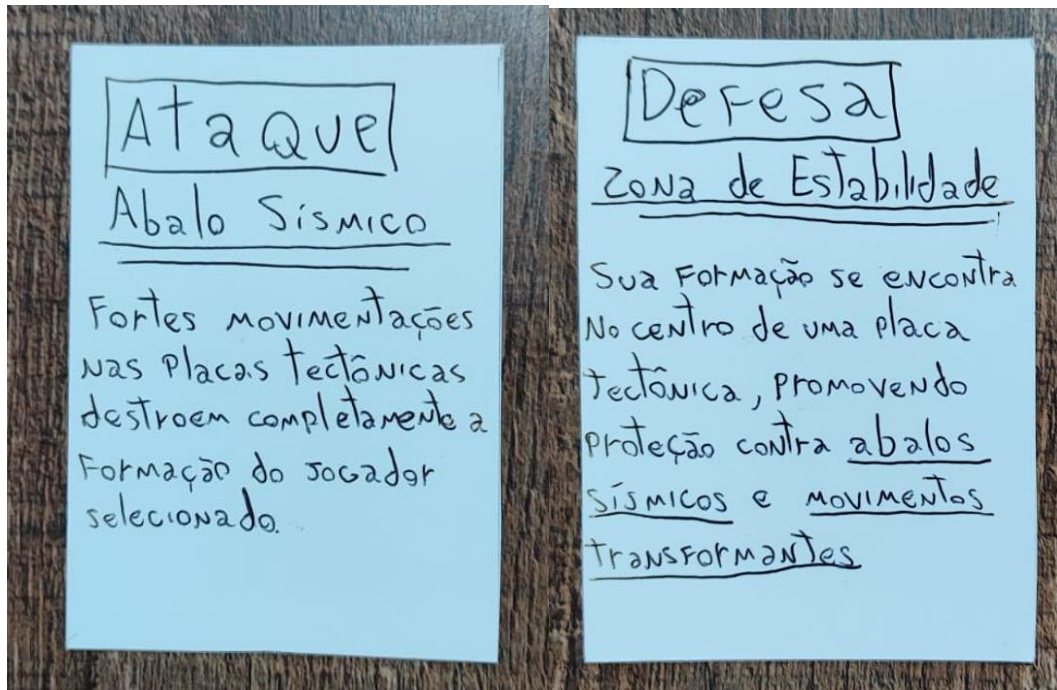 Ataque
Abalo Sísmico
Fortes movimentações
nas placas tectônicas
destroem completamente a
formação do jogador
selecionado.
Defesa
Zona de Estabilidade
Sua formação se encontra
no centro de uma placa
tectônica, promovendo
proteção contra abalos
sísmicos e movimentos
transformantes